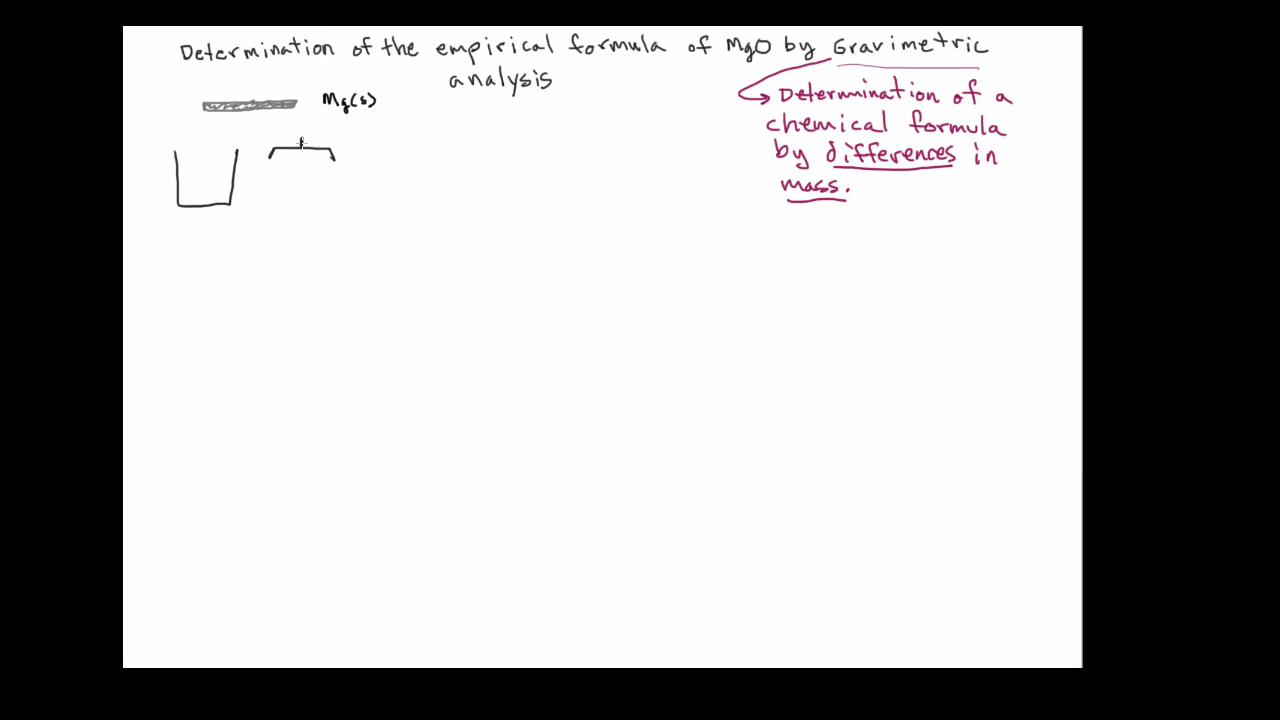 Determination of the empirical formula of MgO by Gravimetric
analysis
Mg(s)
Determination of a
chemical formula
by differences in
mass.